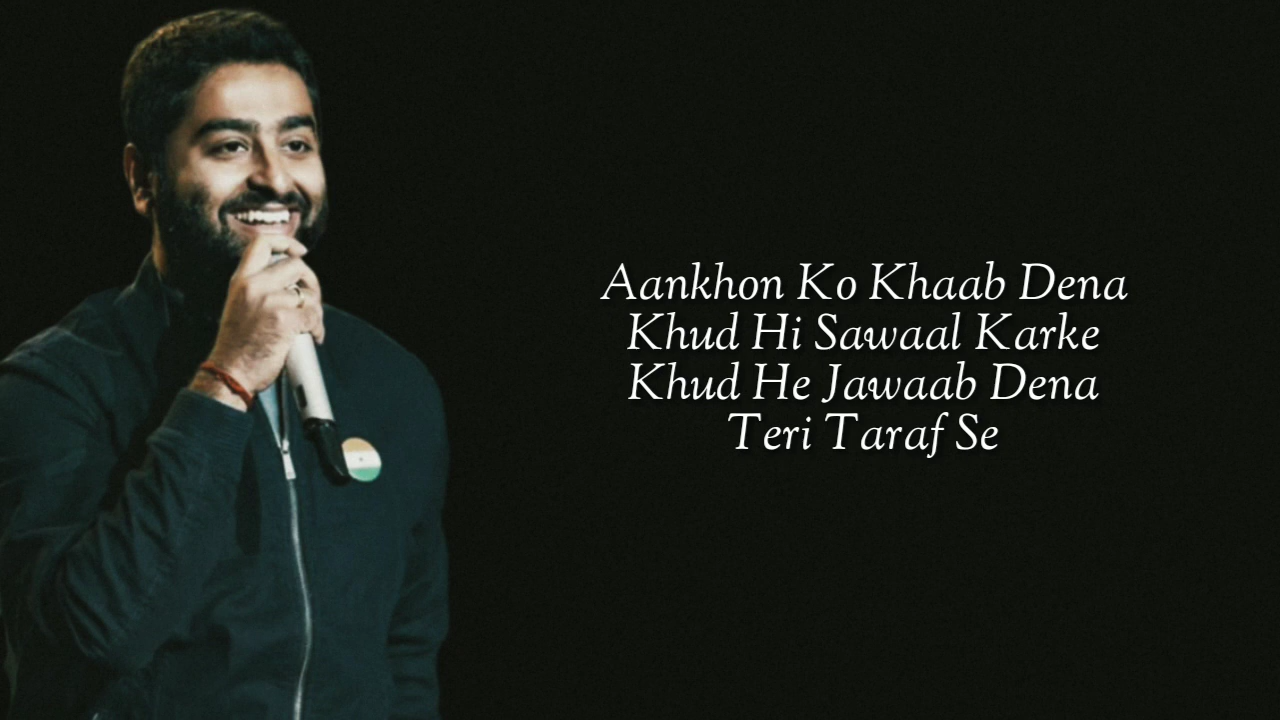 Aankhon Ko Khaab Dena
Khud Hi Sawaal Karke
Khud He Jawaab Dena
Teri Taraf Se